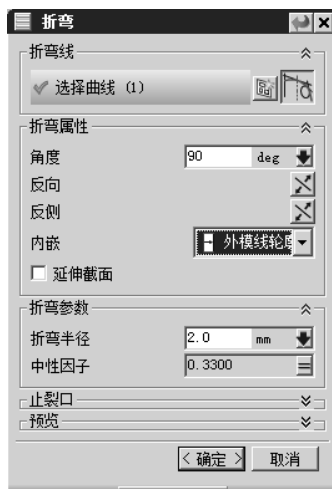 折弯
折弯线
选择曲线 (1)
折弯属性
角度 90 deg
反向
反侧
内嵌 外模线轮
延伸截面
折弯参数
折弯半径 2.0 mm
中性因子 0.3300
止裂口
预览
< 确定 > 取消